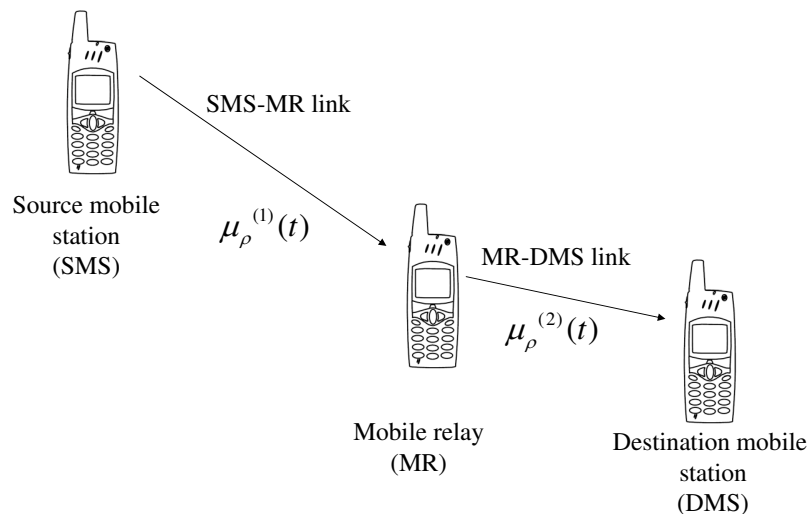 SMS-MR link
Source mobile
station
(SMS)
μρ(1)(t)
MR-DMS link
μρ(2)(t)
Mobile relay
(MR)
Destination mobile
station
(DMS)